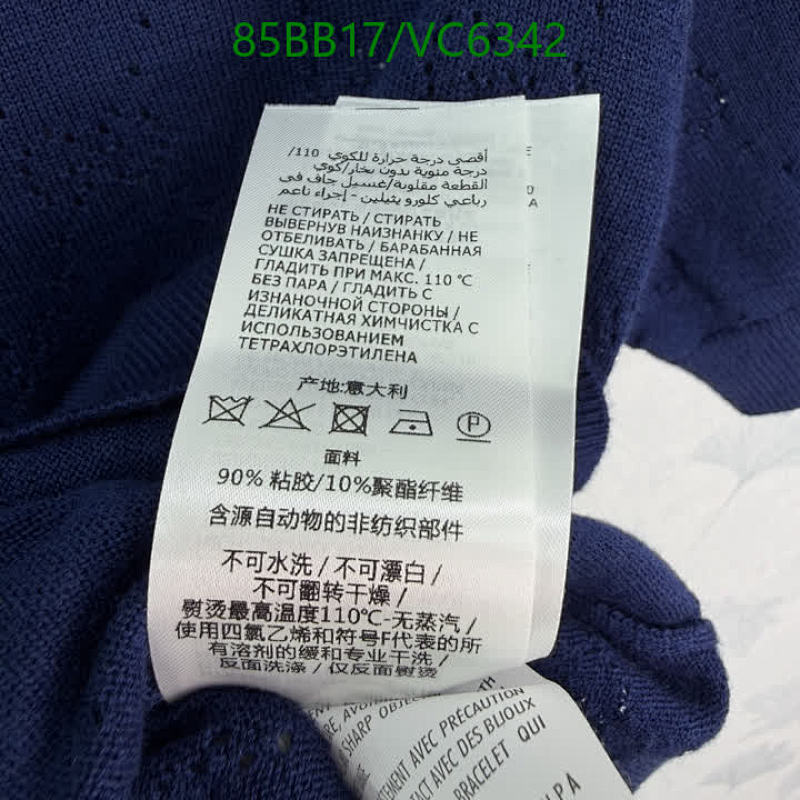 85BB17/VC6342
أقصى درجة حرارة للكوي 110/
درجة مئوية بدون بخار/كوي
القطعة مقلوبة/غسيل جاف في
رباعي كلورو يثيلين - إجراء ناعم
НЕ СТИРАТЬ / СТИРАТЬ
ВЫВЕРНУВ НАИЗНАНКУ / НЕ
ОТБЕЛИВАТЬ / БАРАБАННАЯ
СУШКА ЗАПРЕЩЕНА /
ГЛАДИТЬ ПРИ МАКС. 110 °C
БЕЗ ПАРА / ГЛАДИТЬ С
ИЗНАНОЧНОЙ СТОРОНЫ /
ДЕЛИКАТНАЯ ХИМЧИСТКА С
ИСПОЛЬЗОВАНИЕМ
ТЕТРАХЛОРЭТИЛЕНА
产地:意大利
P
面料
90% 粘胶/10%聚酯纤维
含源自动物的非纺织部件
不可水洗 / 不可漂白 /
不可翻转干燥 /
熨烫最高温度110℃-无蒸汽 /
使用四氯乙烯和符号F代表的所
有溶剂的缓和专业干洗 /
反面洗涤 / 仅反面熨烫
SHARP OBJEC
AVEC PRÉCAUTION
TACT AVEC DES BIJOUX
BRACELET QUI